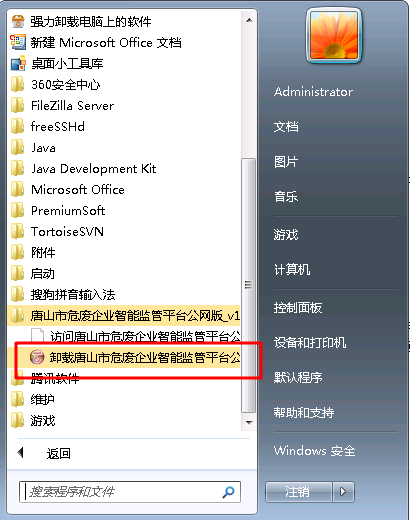 强力卸载电脑上的软件
新建 Microsoft Office 文档
桌面小工具库
360安全中心
FileZilla Server
freeSSHd
Java
Java Development Kit
Microsoft Office
PremiumSoft
TortoiseSVN
附件
启动
搜狗拼音输入法
唐山市危废企业智能监管平台公网版_v1
访问唐山市危废企业智能监管平台公
卸载唐山市危废企业智能监管平台公
腾讯软件
维护
游戏
返回
搜索程序和文件
Administrator
文档
图片
音乐
游戏
计算机
控制面板
设备和打印机
默认程序
帮助和支持
Windows 安全
注销